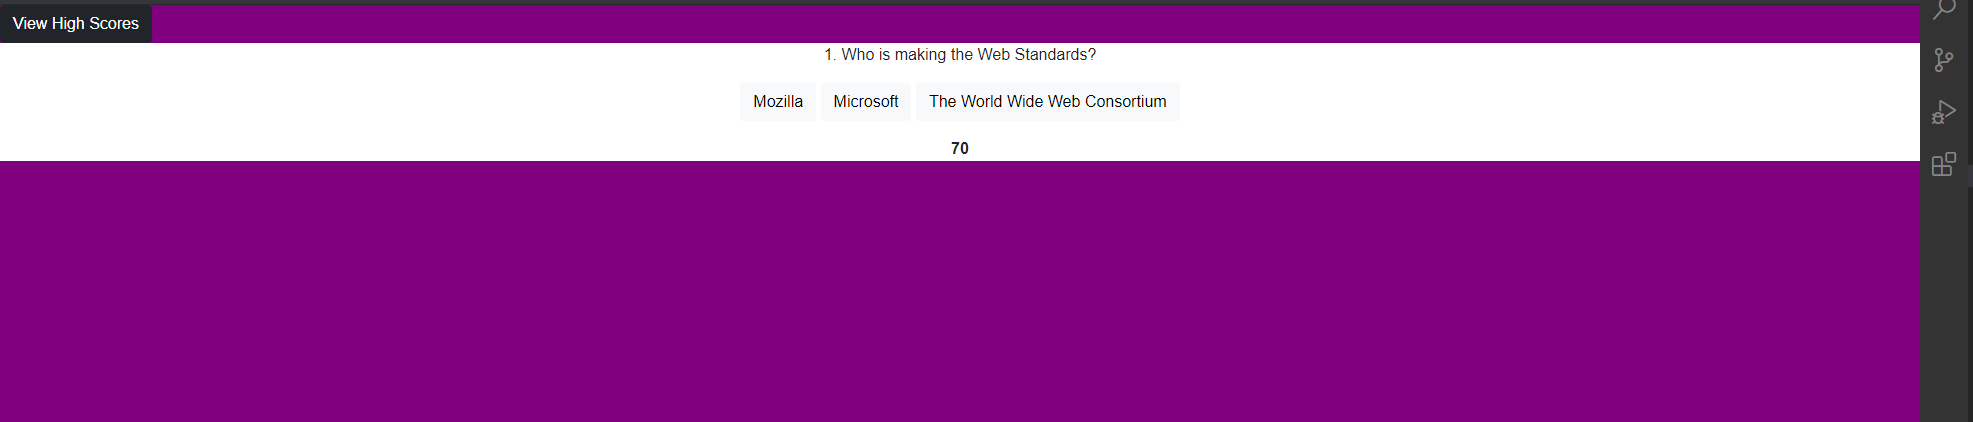 View High Scores
1. Who is making the Web Standards?
Mozilla Microsoft The World Wide Web Consortium
70